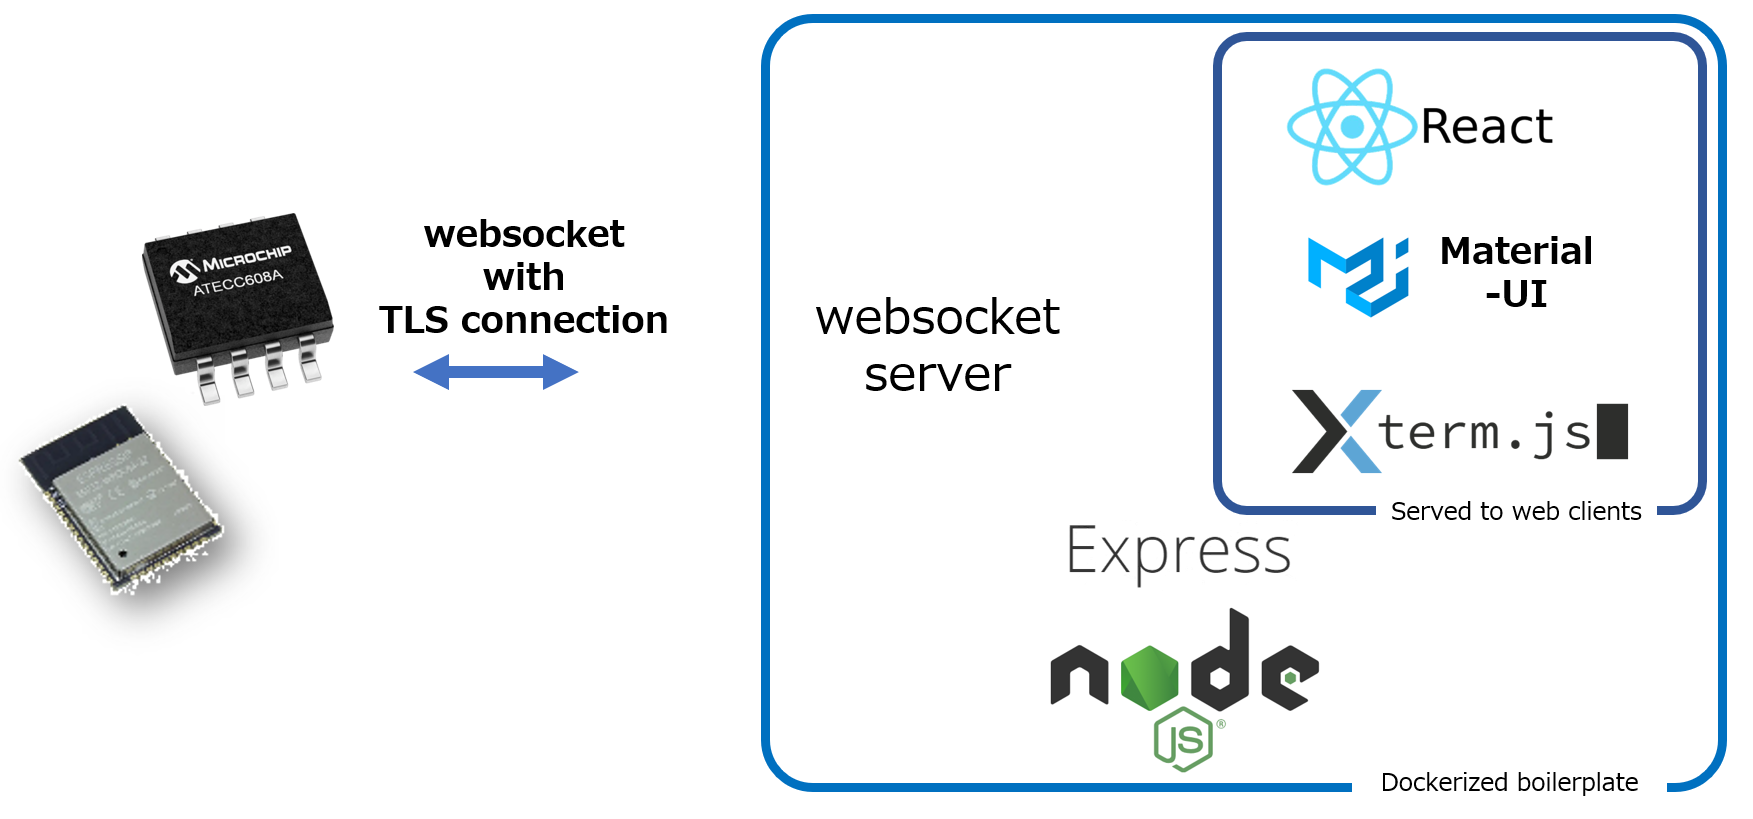 MICROCHIP
ATECC608A
websocket
with
TLS connection
websocket
server
React
Material
-UI
term.js
Served to web clients
Express
node
JS®
Dockerized boilerplate